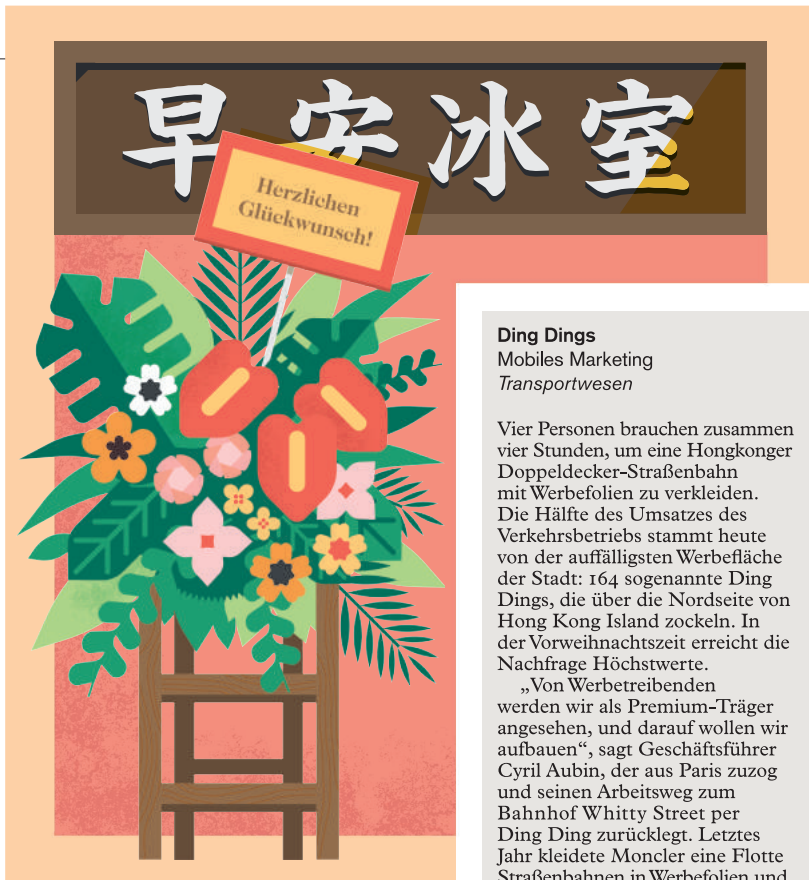 早安冰室
Herzlichen
Glückwunsch!
Ding Dings
Mobiles Marketing
Transportwesen
Vier Personen brauchen zusammen
vier Stunden, um eine Hongkonger
Doppeldecker-Straßenbahn
mit Werbefolien zu verkleiden.
Die Hälfte des Umsatzes des
Verkehrsbetriebs stammt heute
von der auffälligsten Werbefläche
der Stadt: 164 sogenannte Ding
Dings, die über die Nordseite von
Hong Kong Island zockeln. In
der Vorweihnachtszeit erreicht die
Nachfrage Höchstwerte.
„Von Werbetreibenden
werden wir als Premium-Träger
angesehen, und darauf wollen wir
aufbauen“, sagt Geschäftsführer
Cyril Aubin, der aus Paris zuzog
und seinen Arbeitsweg zum
Bahnhof Whitty Street per
Ding Ding zurücklegt. Letztes
Jahr kleidete Moncler eine Flotte
Straßenbahnen in Werbefolien und